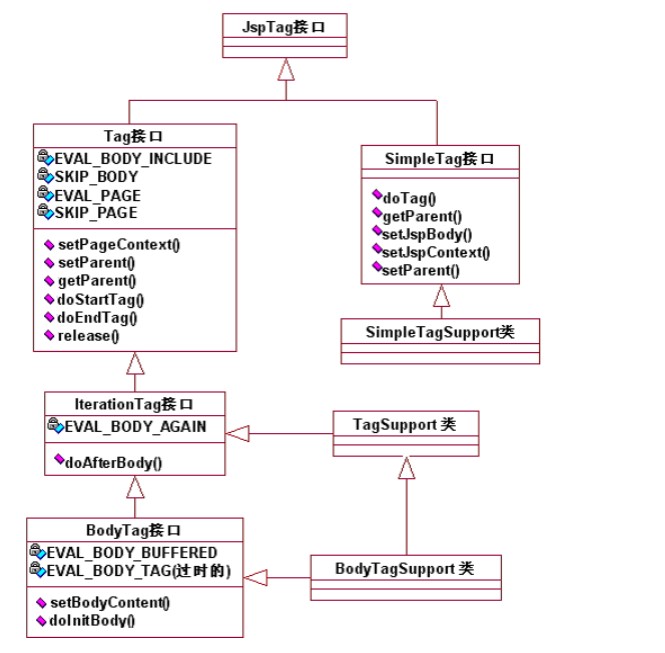 JspTag接口
Tag接口
EVAL_BODY_INCLUDE
SKIP_BODY
EVAL_PAGE
SKIP_PAGE
setPageContext()
setParent()
getParent()
doStartTag()
doEndTag()
release()
SimpleTag接口
doTag()
getParent()
setJspBody()
setJspContext()
setParent()
SimpleTagSupport类
IterationTag接口
EVAL_BODY_AGAIN
doAfterBody()
TagSupport 类
BodyTag接口
EVAL_BODY_BUFFERED
EVAL_BODY_TAG(过时的)
setBodyContent()
doInitBody()
BodyTagSupport 类